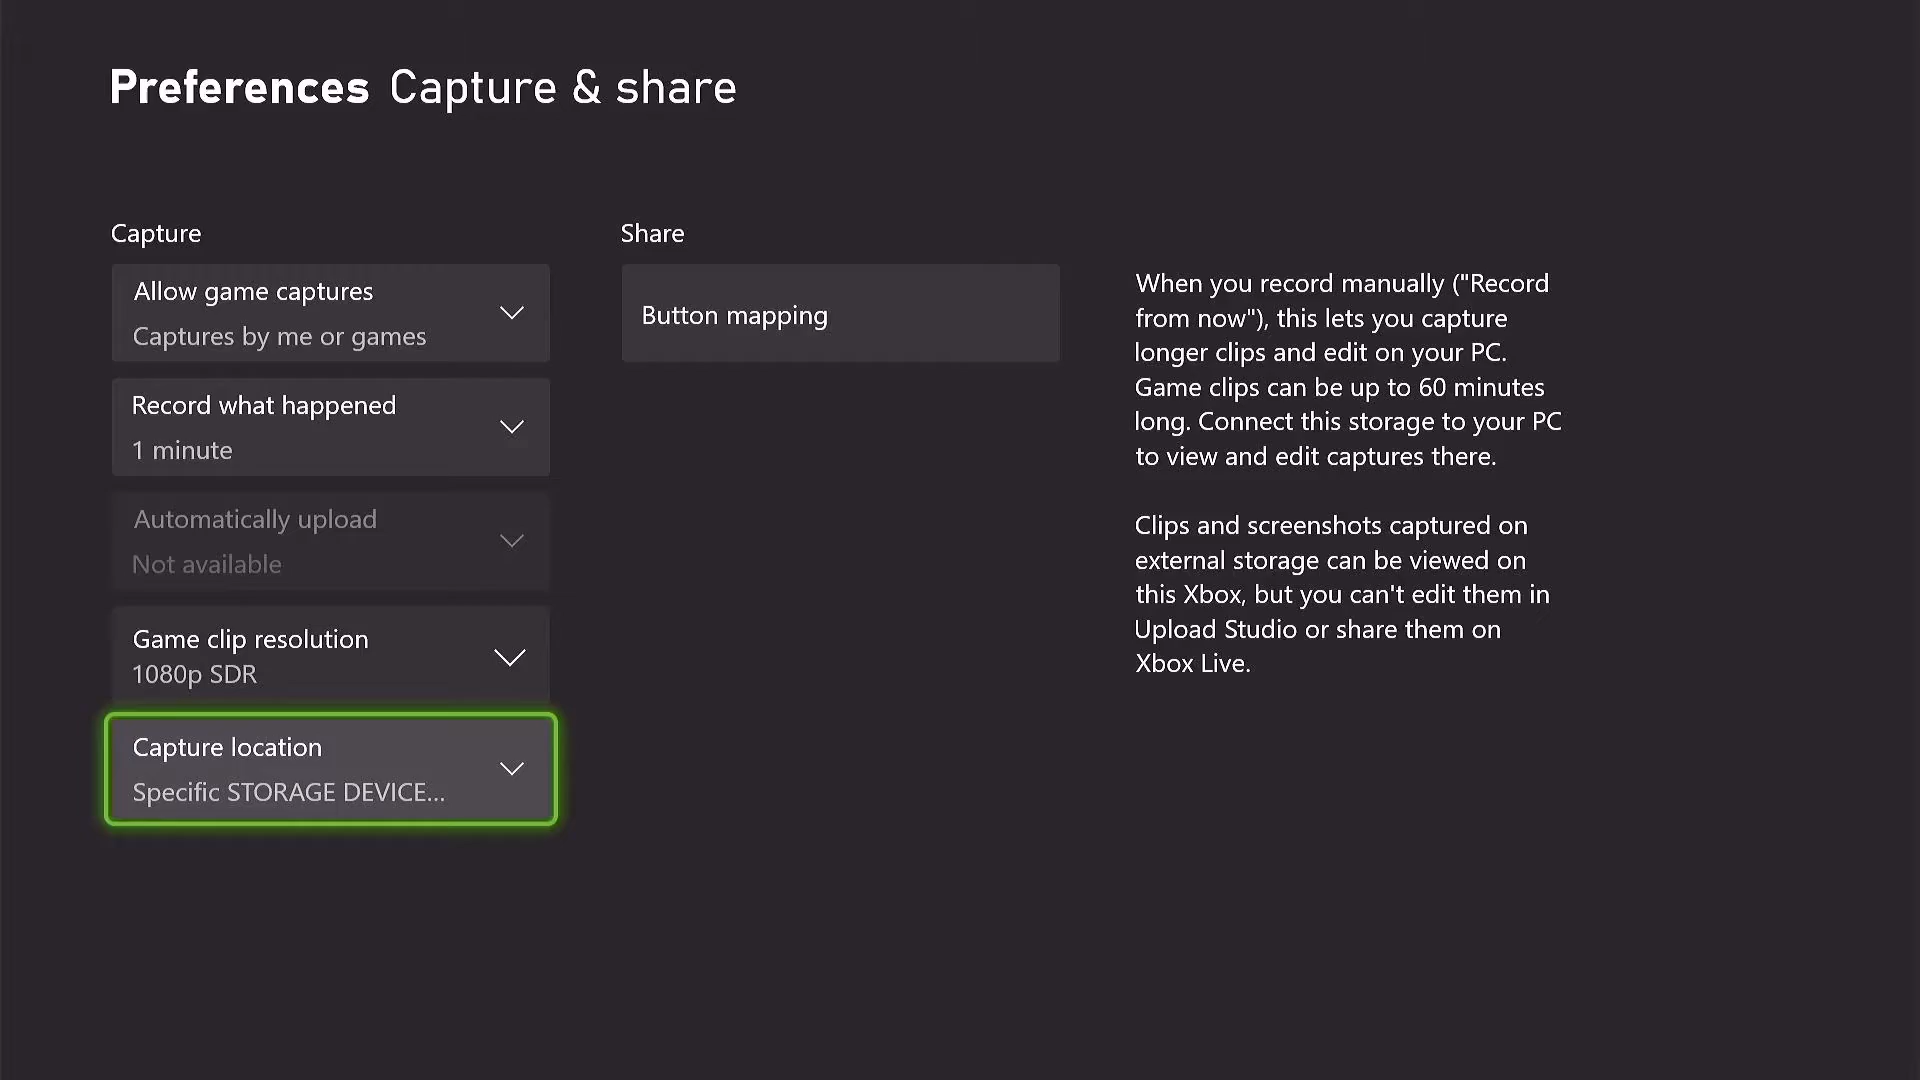 Preferences Capture & share
Capture
Allow game captures
Captures by me or games
Record what happened
1 minute
Automatically upload
Not available
Game clip resolution
1080p SDR
Capture location
Specific STORAGE DEVICE...
Share
Button mapping
When you record manually ("Record
from now"), this lets you capture
longer clips and edit on your PC.
Game clips can be up to 60 minutes
long. Connect this storage to your PC
to view and edit captures there.
Clips and screenshots captured on
external storage can be viewed on
this Xbox, but you can't edit them in
Upload Studio or share them on
Xbox Live.